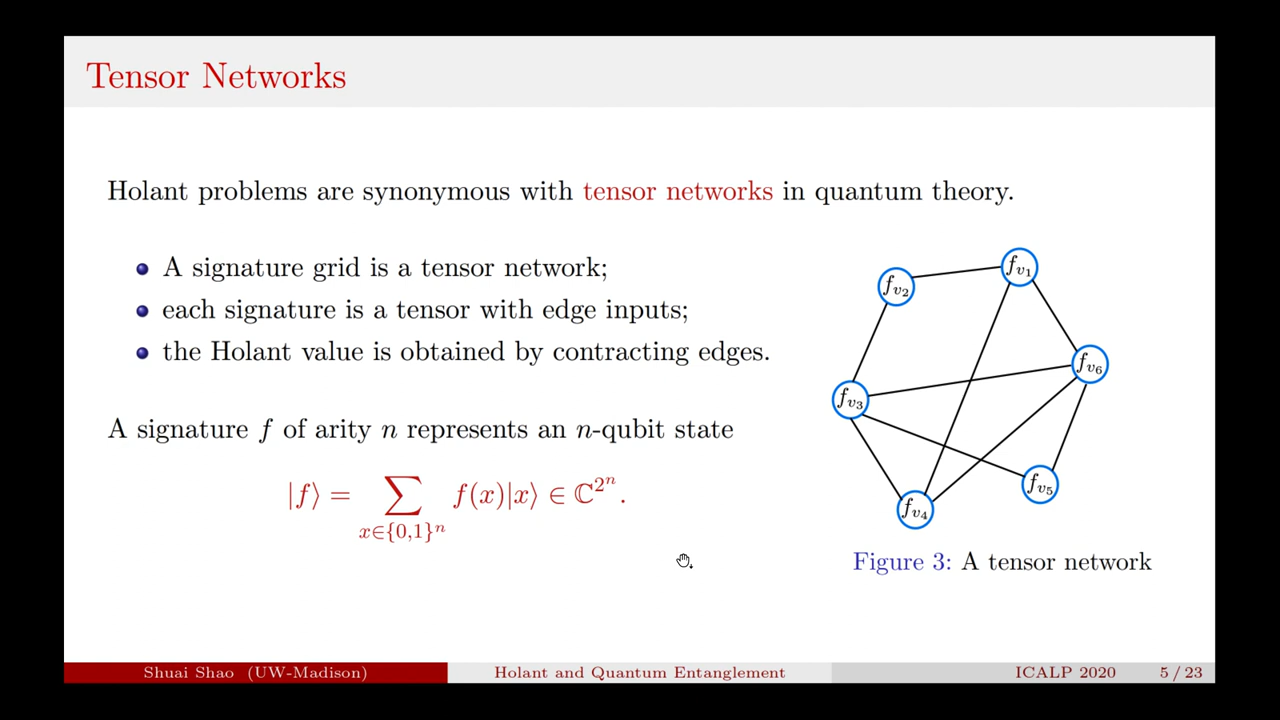 Tensor Networks
Holant problems are synonymous with tensor networks in quantum theory.
A signature grid is a tensor network;
each signature is a tensor with edge inputs;
the Holant value is obtained by contracting edges.
A signature f of arity n represents an n-qubit state
|f⟩ = ∑_{x∈{0,1}^n} f(x)|x⟩ ∈ ℂ^{2^n}.
f_{v_1}
f_{v_2}
f_{v_6}
f_{v_3}
f_{v_5}
f_{v_4}
Figure 3: A tensor network
Shuai Shao (UW-Madison)
Holant and Quantum Entanglement
ICALP 2020
5 / 23